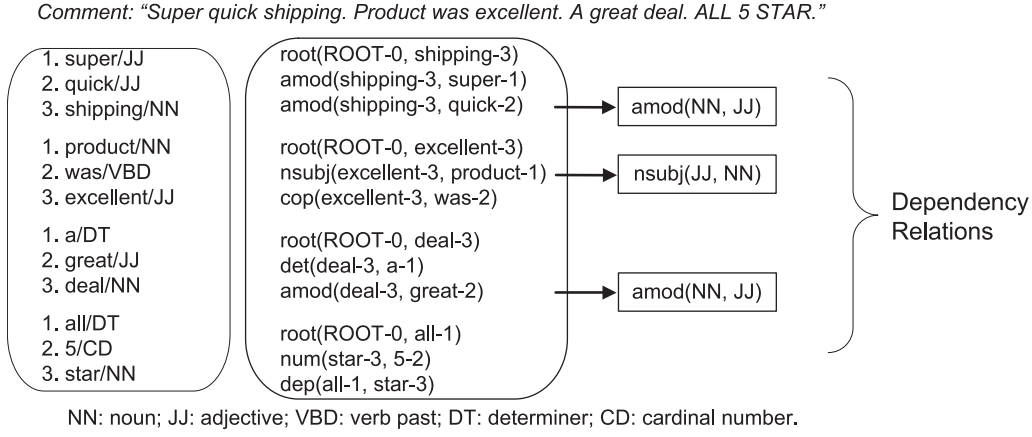 Comment: “Super quick shipping. Product was excellent. A great deal. ALL 5 STAR.”
1. super/JJ
2. quick/JJ
3. shipping/NN
1. product/NN
2. was/VBD
3. excellent/JJ
1. a/DT
2. great/JJ
3. deal/NN
1. all/DT
2. 5/CD
3. star/NN
root(ROOT-0, shipping-3)
amod(shipping-3, super-1)
amod(shipping-3, quick-2)
root(ROOT-0, excellent-3)
nsubj(excellent-3, product-1)
cop(excellent-3, was-2)
root(ROOT-0, deal-3)
det(deal-3, a-1)
amod(deal-3, great-2)
root(ROOT-0, all-1)
num(star-3, 5-2)
dep(all-1, star-3)
amod(NN, JJ)
nsubj(JJ, NN)
amod(NN, JJ)
Dependency
Relations
NN: noun; JJ: adjective; VBD: verb past; DT: determiner; CD: cardinal number.